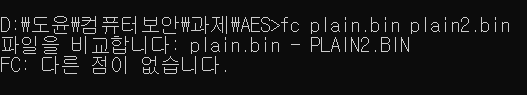 D:\도윤\컴퓨터보안\과제\AES>fc plain.bin plain2.bin
파일을 비교합니다: plain.bin - PLAIN2.BIN
FC: 다른 점이 없습니다.